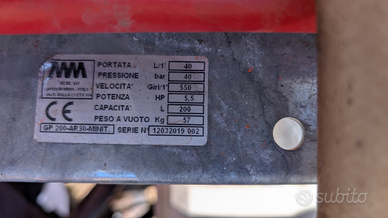 MM
PORTATA L/1' 40
PRESSIONE bar 40
VELOCITA' Giri/1' 550
POTENZA HP 5,5
CAPACITA' L 200
PESO A VUOTO Kg 57
CE
GP 200-AR30-MINIT. SERIE N° 12032019 002
subito